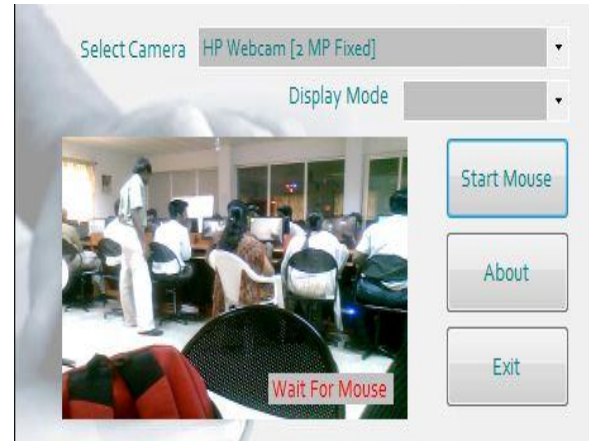 Select Camera HP Webcam [2 MP Fixed]
Display Mode
Start Mouse
About
Wait For Mouse
Exit